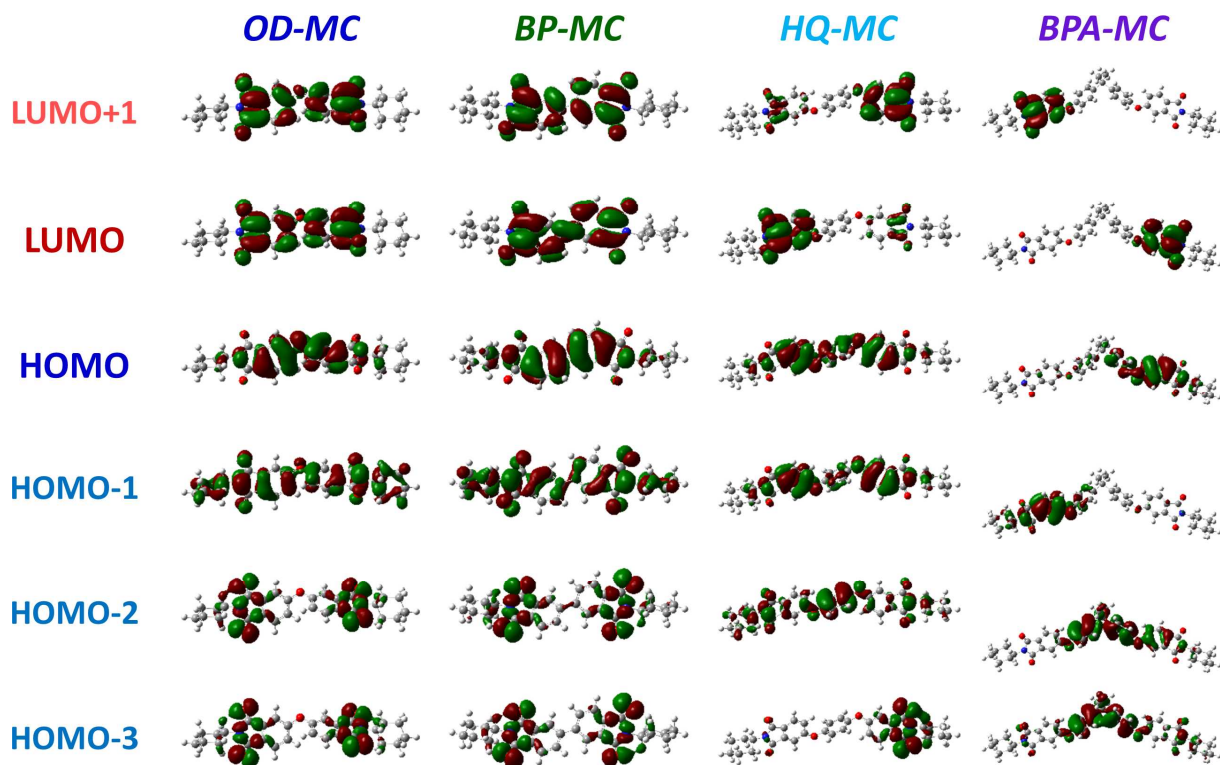 OD-MC BP-MC HQ-MC BPA-MC
LUMO+1
LUMO
HOMO
HOMO-1
HOMO-2
HOMO-3